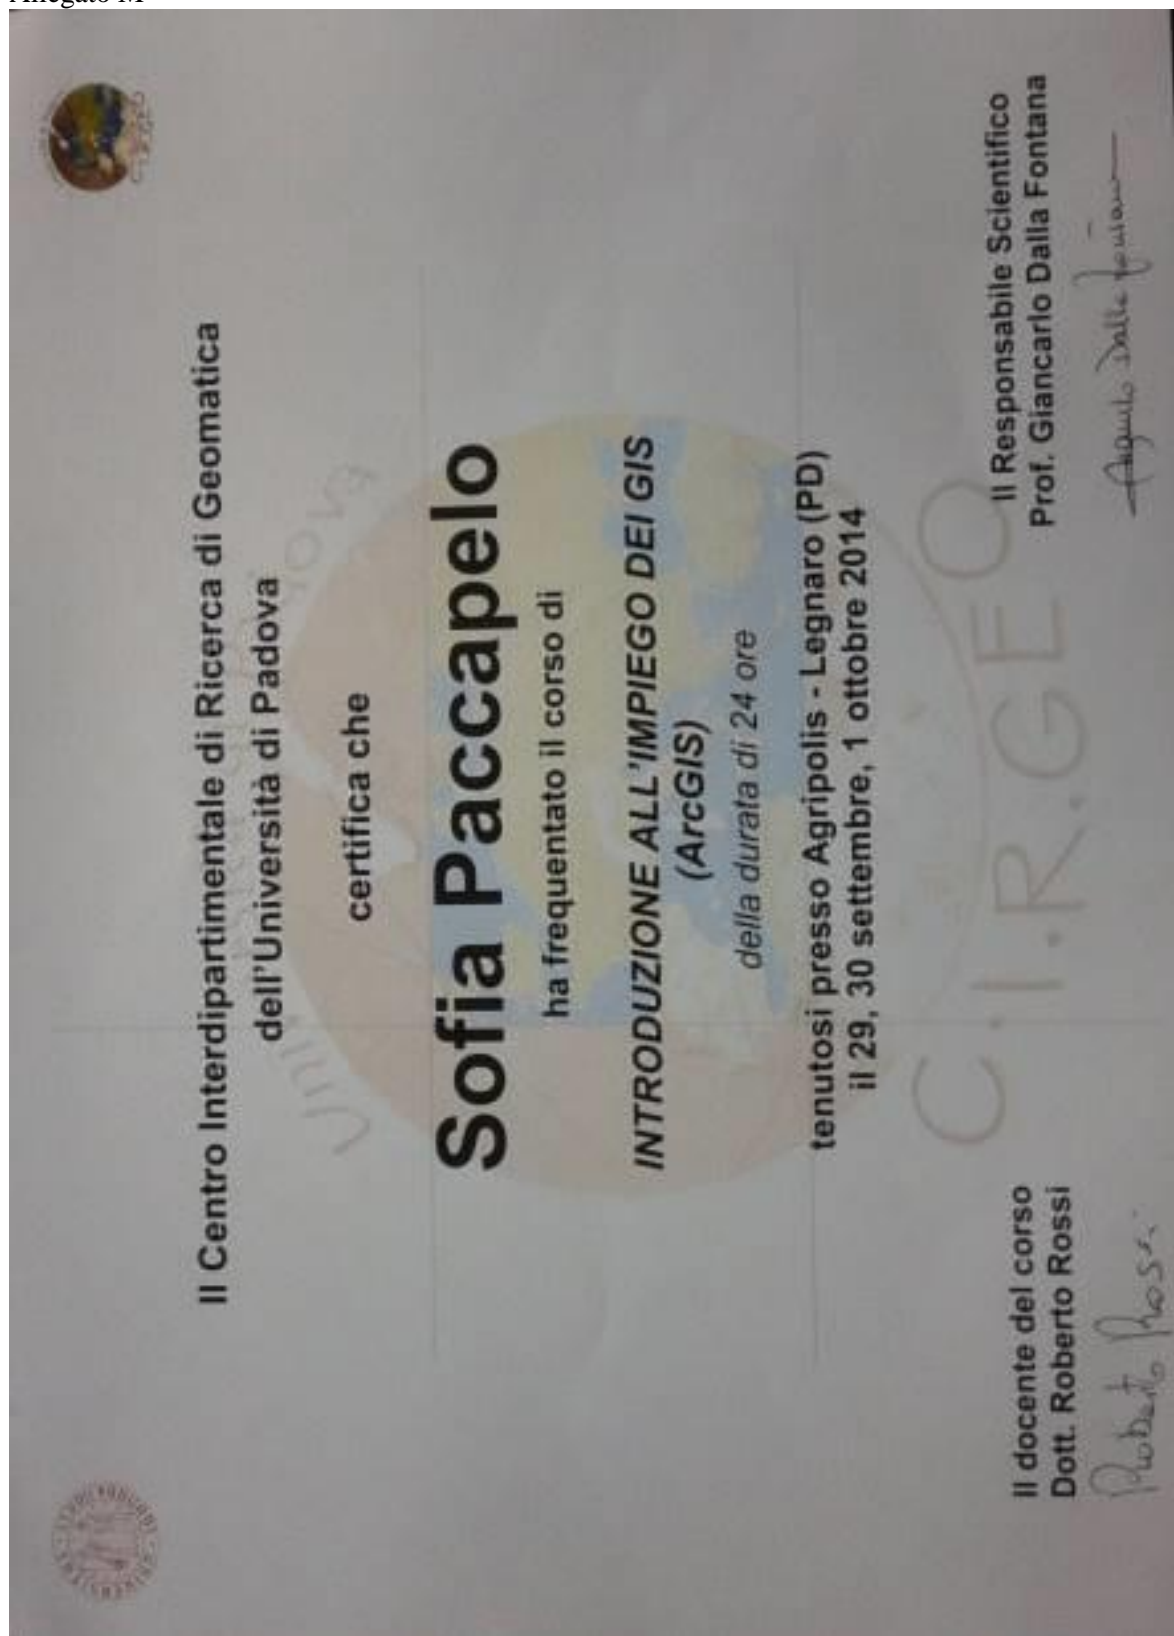 Allegato M
Il Centro Interdipartimentale di Ricerca di Geomatica
dell'Università di Padova
certifica che
Sofia Paccapelo
ha frequentato il corso di
INTRODUZIONE ALL'IMPIEGO DEI GIS
(ArcGIS)
della durata di 24 ore
tenutosi presso Agripolis - Legnaro (PD)
il 29, 30 settembre, 1 ottobre 2014
C.I.R.GEO
Il docente del corso
Dott. Roberto Rossi
Roberto Rossi
Il Responsabile Scientifico
Prof. Giancarlo Dalla Fontana
Dalla Fontana